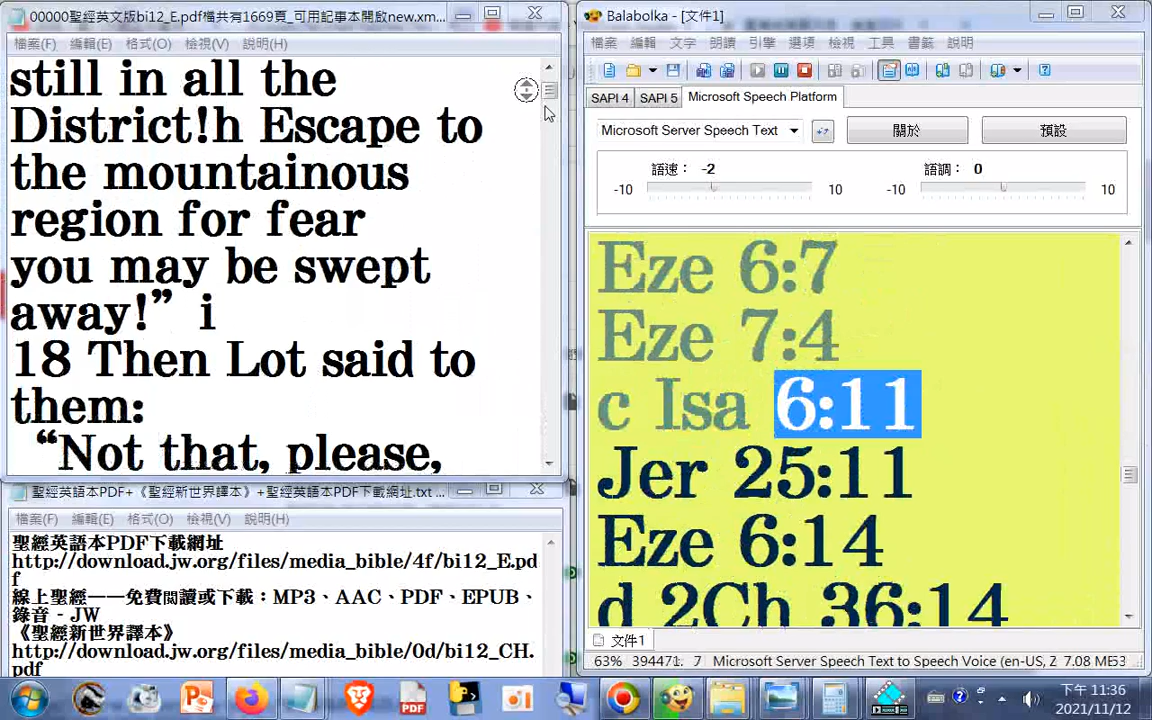 00000聖經英文版bi12_E.pdf檔共有1669頁_可用記事本開啟new.xm...
檔案(F) 編輯(E) 格式(O) 檢視(V) 說明(H)
still in all the
District!h Escape to
the mountainous
region for fear
you may be swept
away!” i
18 Then Lot said to
them:
“Not that, please,
聖經英語本PDF+《聖經新世界譯本》+聖經英語本PDF下載網址.txt ...
檔案(F) 編輯(E) 格式(O) 檢視(V) 說明(H)
聖經英語本PDF下載網址
http://download.jw.org/files/media_bible/4f/bi12_E.pd
f
線上聖經——免費閱讀或下載：MP3、AAC、PDF、EPUB、
錄音 - JW
《聖經新世界譯本》
http://download.jw.org/files/media_bible/0d/bi12_CH.
pdf
Balabolka - [文件1]
檔案 編輯 文字 朗讀 引擎 選項 檢視 工具 書籤 說明
SAPI 4 SAPI 5 Microsoft Speech Platform
Microsoft Server Speech Text 關於 預設
語速： -2 語調： 0
-10 10 -10 10
Eze 6:7
Eze 7:4
c Isa 6:11
Jer 25:11
Eze 6:14
d 2Ch 36:14
文件1
63% 394471. 7 Microsoft Server Speech Text to Speech Voice (en-US, Z 7.08 ME53
下午 11:36
2021/11/12